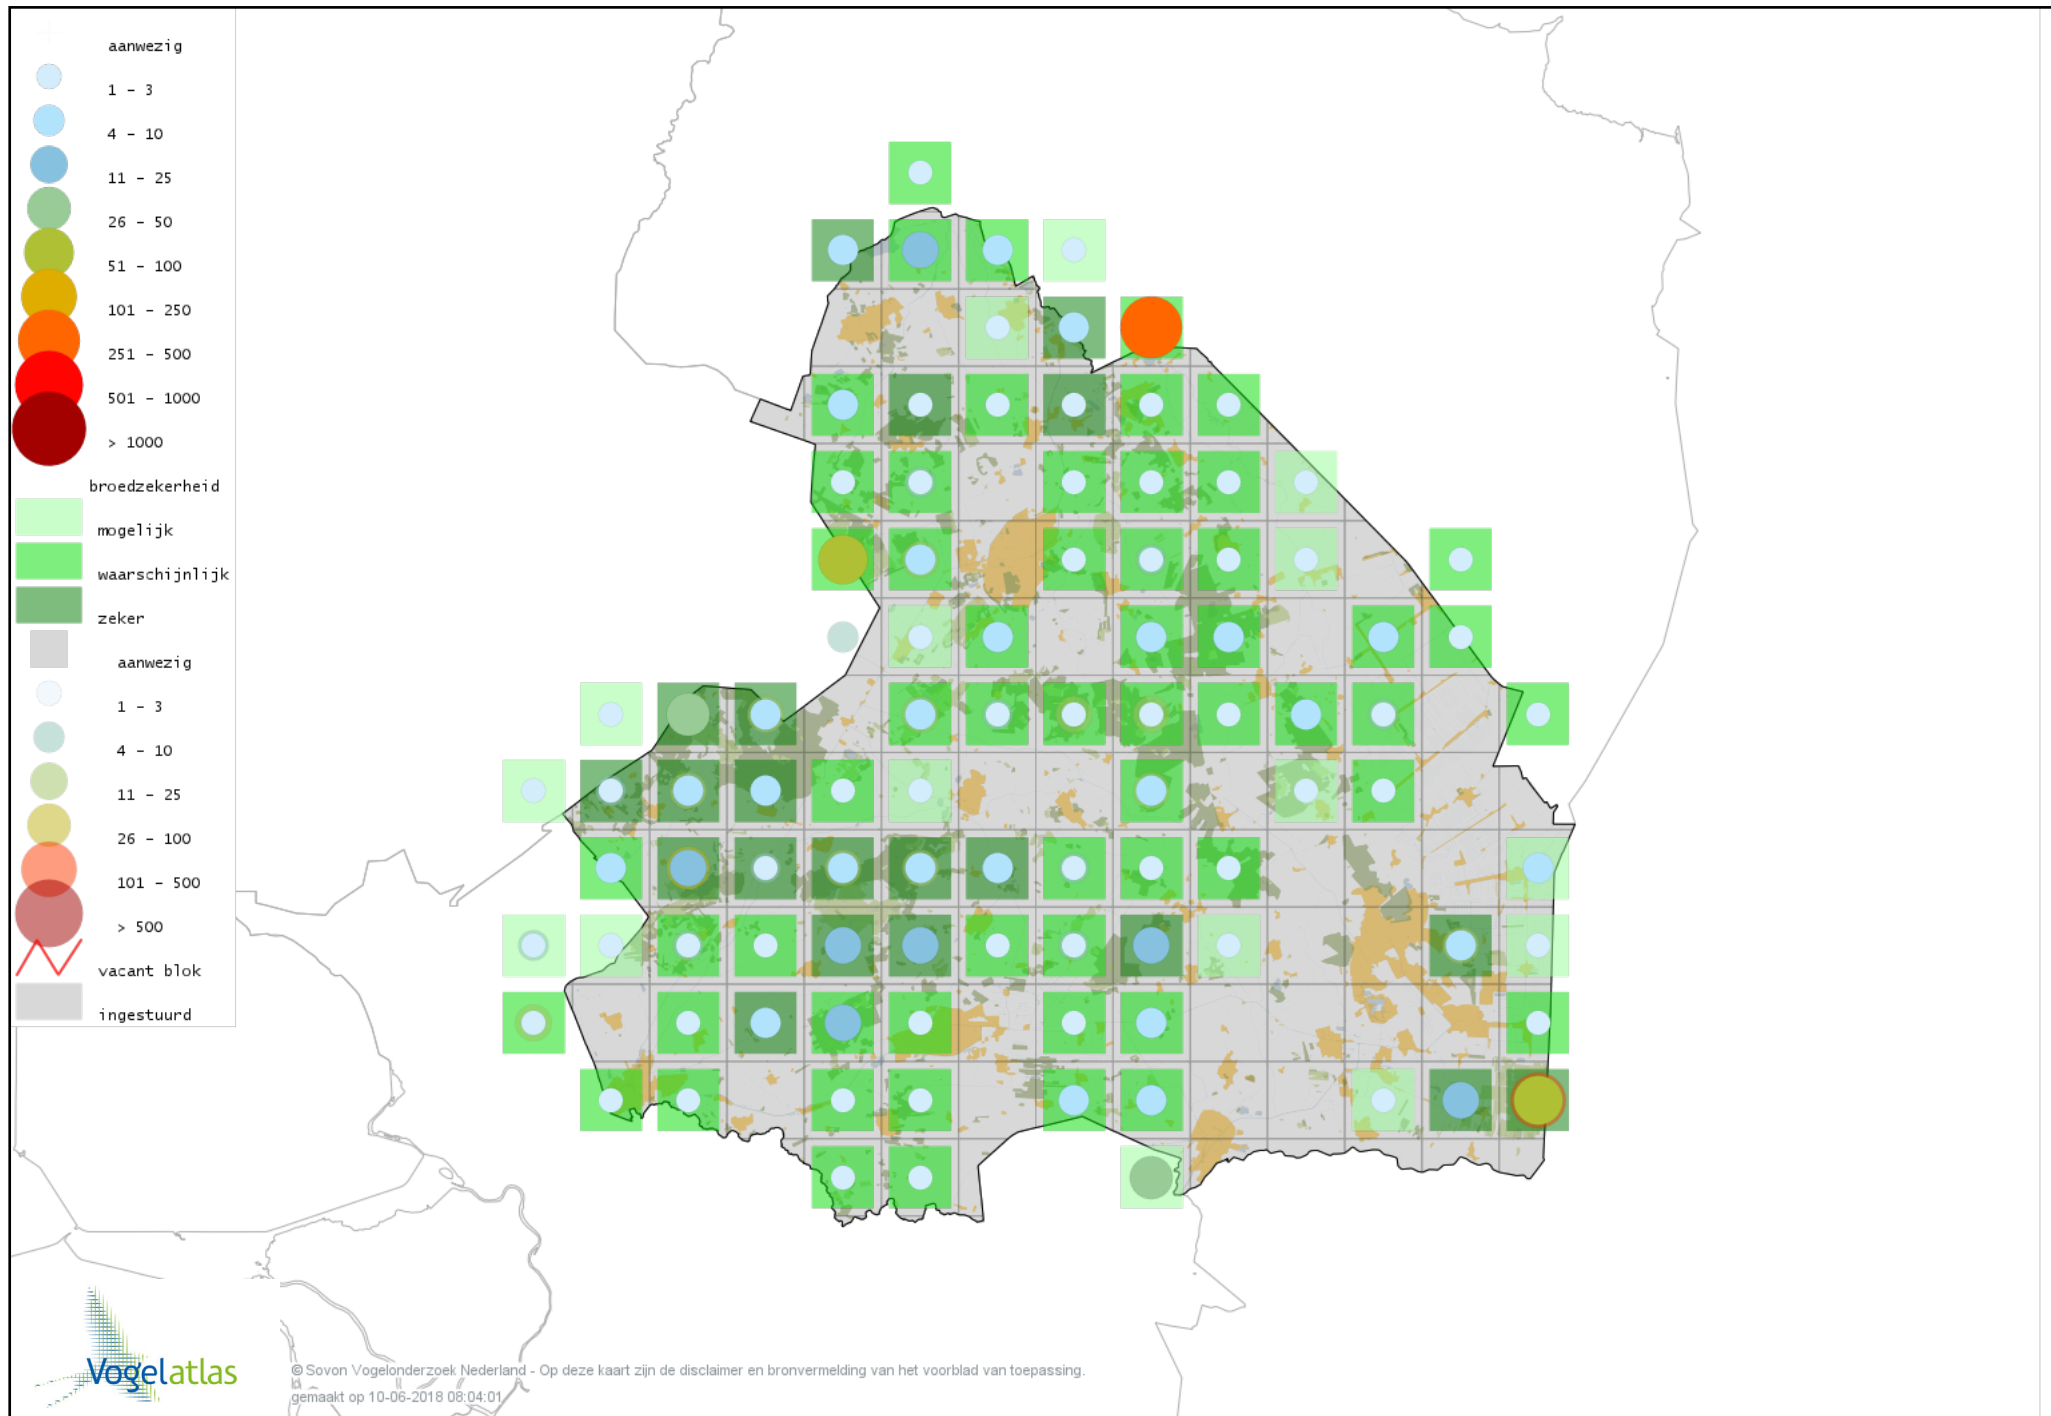 aanwezig
1 - 3
4 - 10
11 - 25
26 - 50
51 - 100
101 - 250
251 - 500
501 - 1000
> 1000
broedzekerheid
mogelijk
waarschijnlijk
zeker
aanwezig
1 - 3
4 - 10
11 - 25
26 - 100
101 - 500
> 500
vacant blok
ingestuurd
Vogelatlas
© Sovon Vogelonderzoek Nederland - Op deze kaart zijn de disclaimer en bronvermelding van het voorblad van toepassing.
gemaakt op 10-06-2018 08:04:01